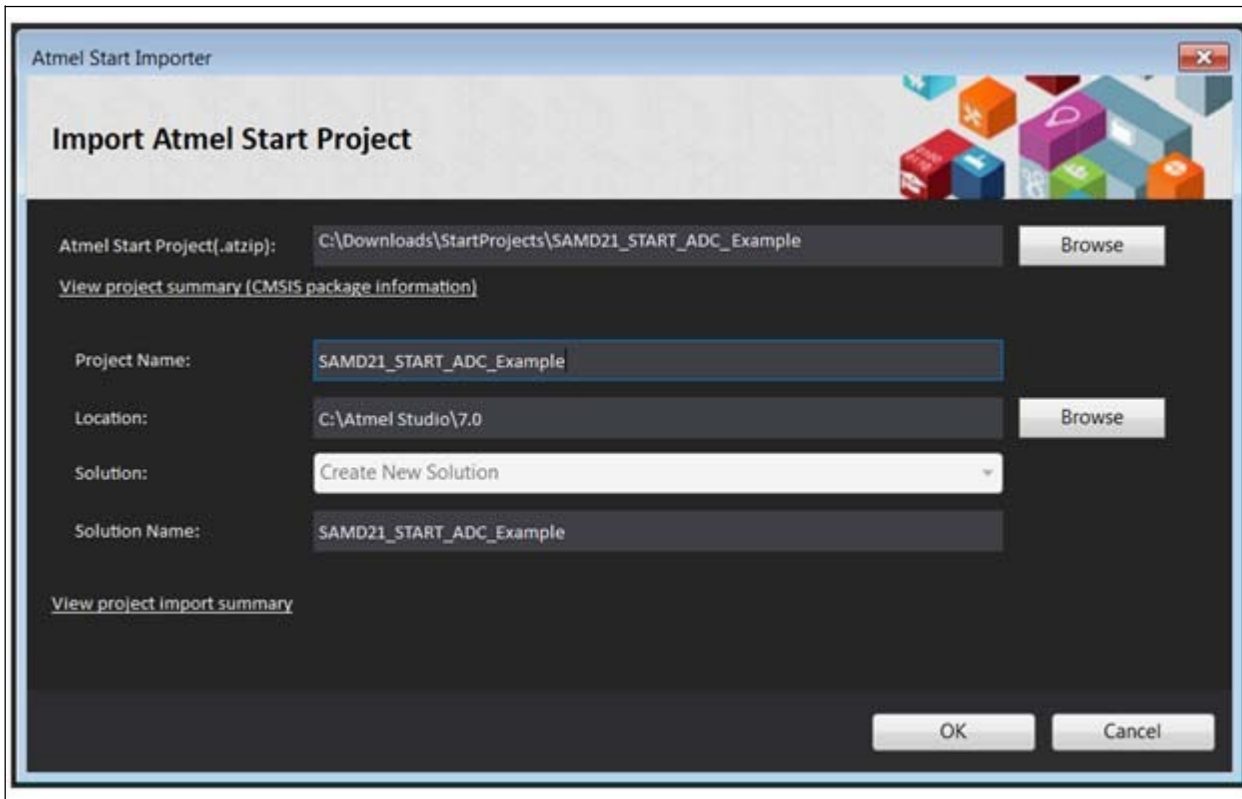 Atmel Start Importer
Import Atmel Start Project
Atmel Start Project(.atzip): C:\Downloads\StartProjects\SAMD21_START_ADC_Example Browse
View project summary (CMSIS package information)
Project Name: SAMD21_START_ADC_Example
Location: C:\Atmel Studio\7.0 Browse
Solution: Create New Solution
Solution Name: SAMD21_START_ADC_Example
View project import summary
OK Cancel